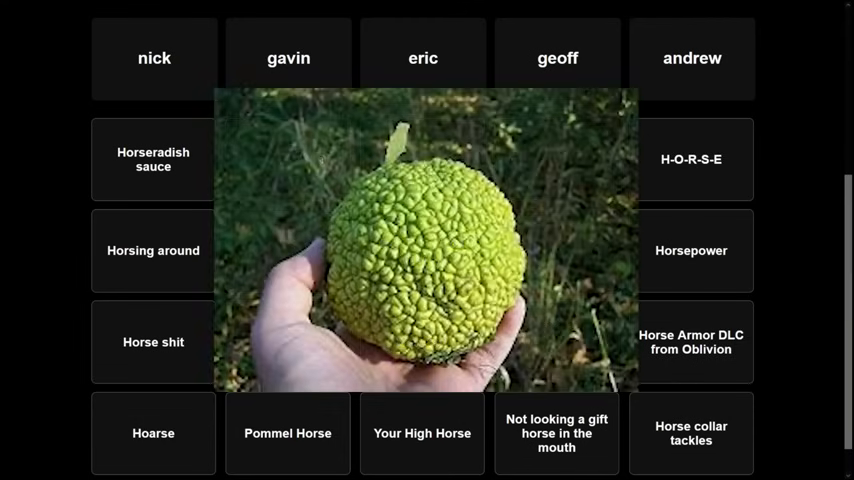 nick
gavin
eric
geoff
andrew
Horseradish
sauce
H-O-R-S-E
Horsing around
Horsepower
Horse shit
Horse Armor DLC
from Oblivion
Hoarse
Pommel Horse
Your High Horse
Not looking a gift
horse in the
mouth
Horse collar
tackles